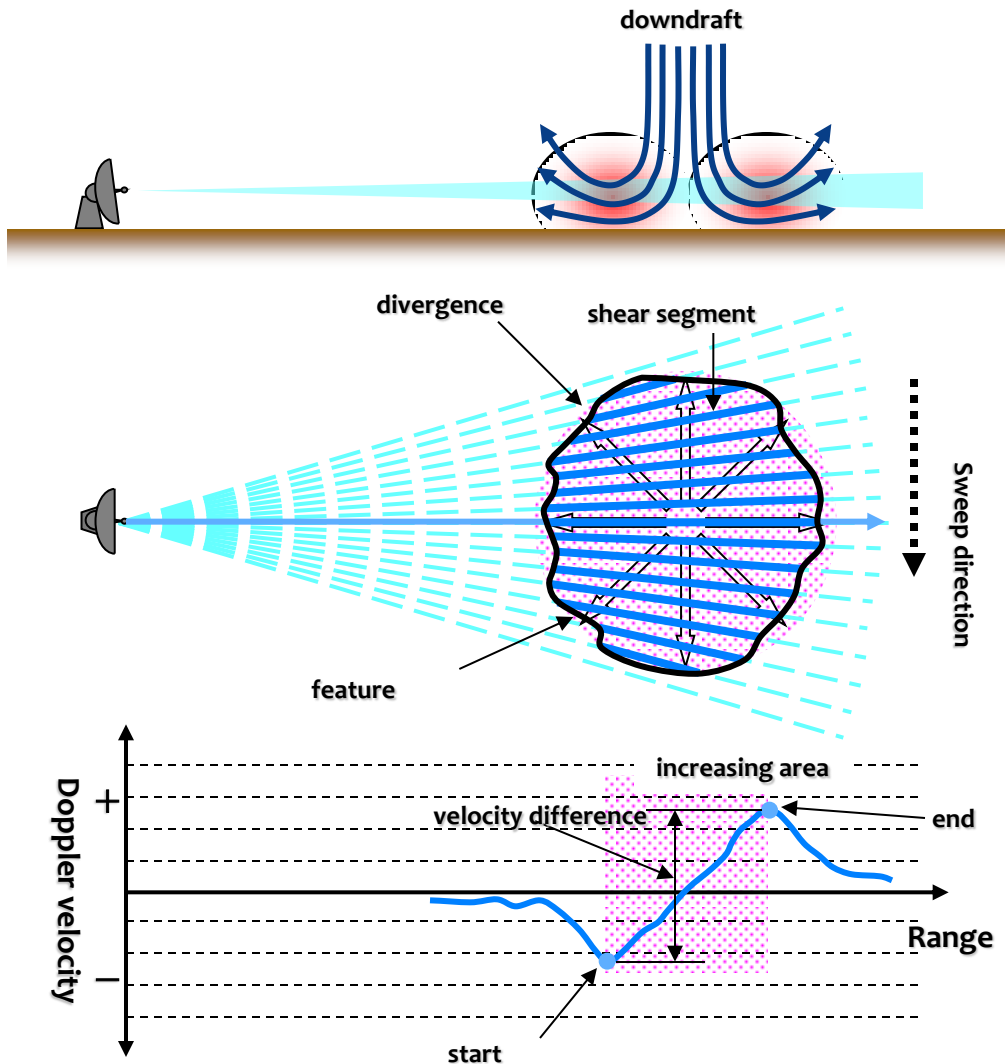 downdraft
divergence
shear segment
Sweep direction
feature
increasing area
Doppler velocity
+
velocity difference
end
Range
−
start